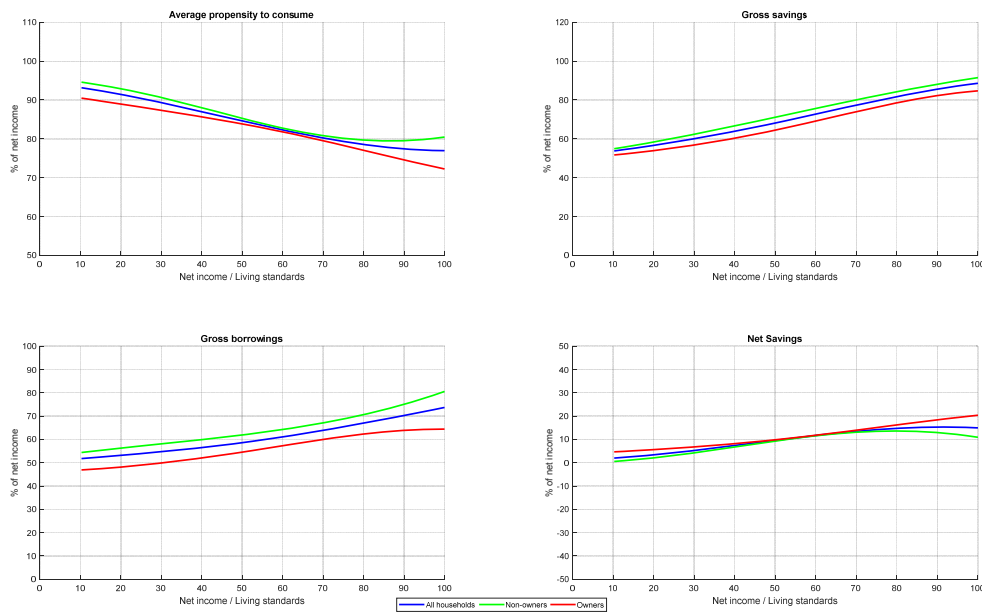 Average propensity to consume
110
100
90
80
70
60
50
% of net income
0 10 20 30 40 50 60 70 80 90 100
Net income / Living standards
Gross savings
120
100
80
60
40
20
0
% of net income
0 10 20 30 40 50 60 70 80 90 100
Net income / Living standards
Gross borrowings
100
90
80
70
60
50
40
30
20
10
0
% of net income
0 10 20 30 40 50 60 70 80 90 100
Net income / Living standards
Net Savings
50
40
30
20
10
0
-10
-20
-30
-40
-50
% of net income
0 10 20 30 40 50 60 70 80 90 100
Net income / Living standards
All households Non-owners Owners